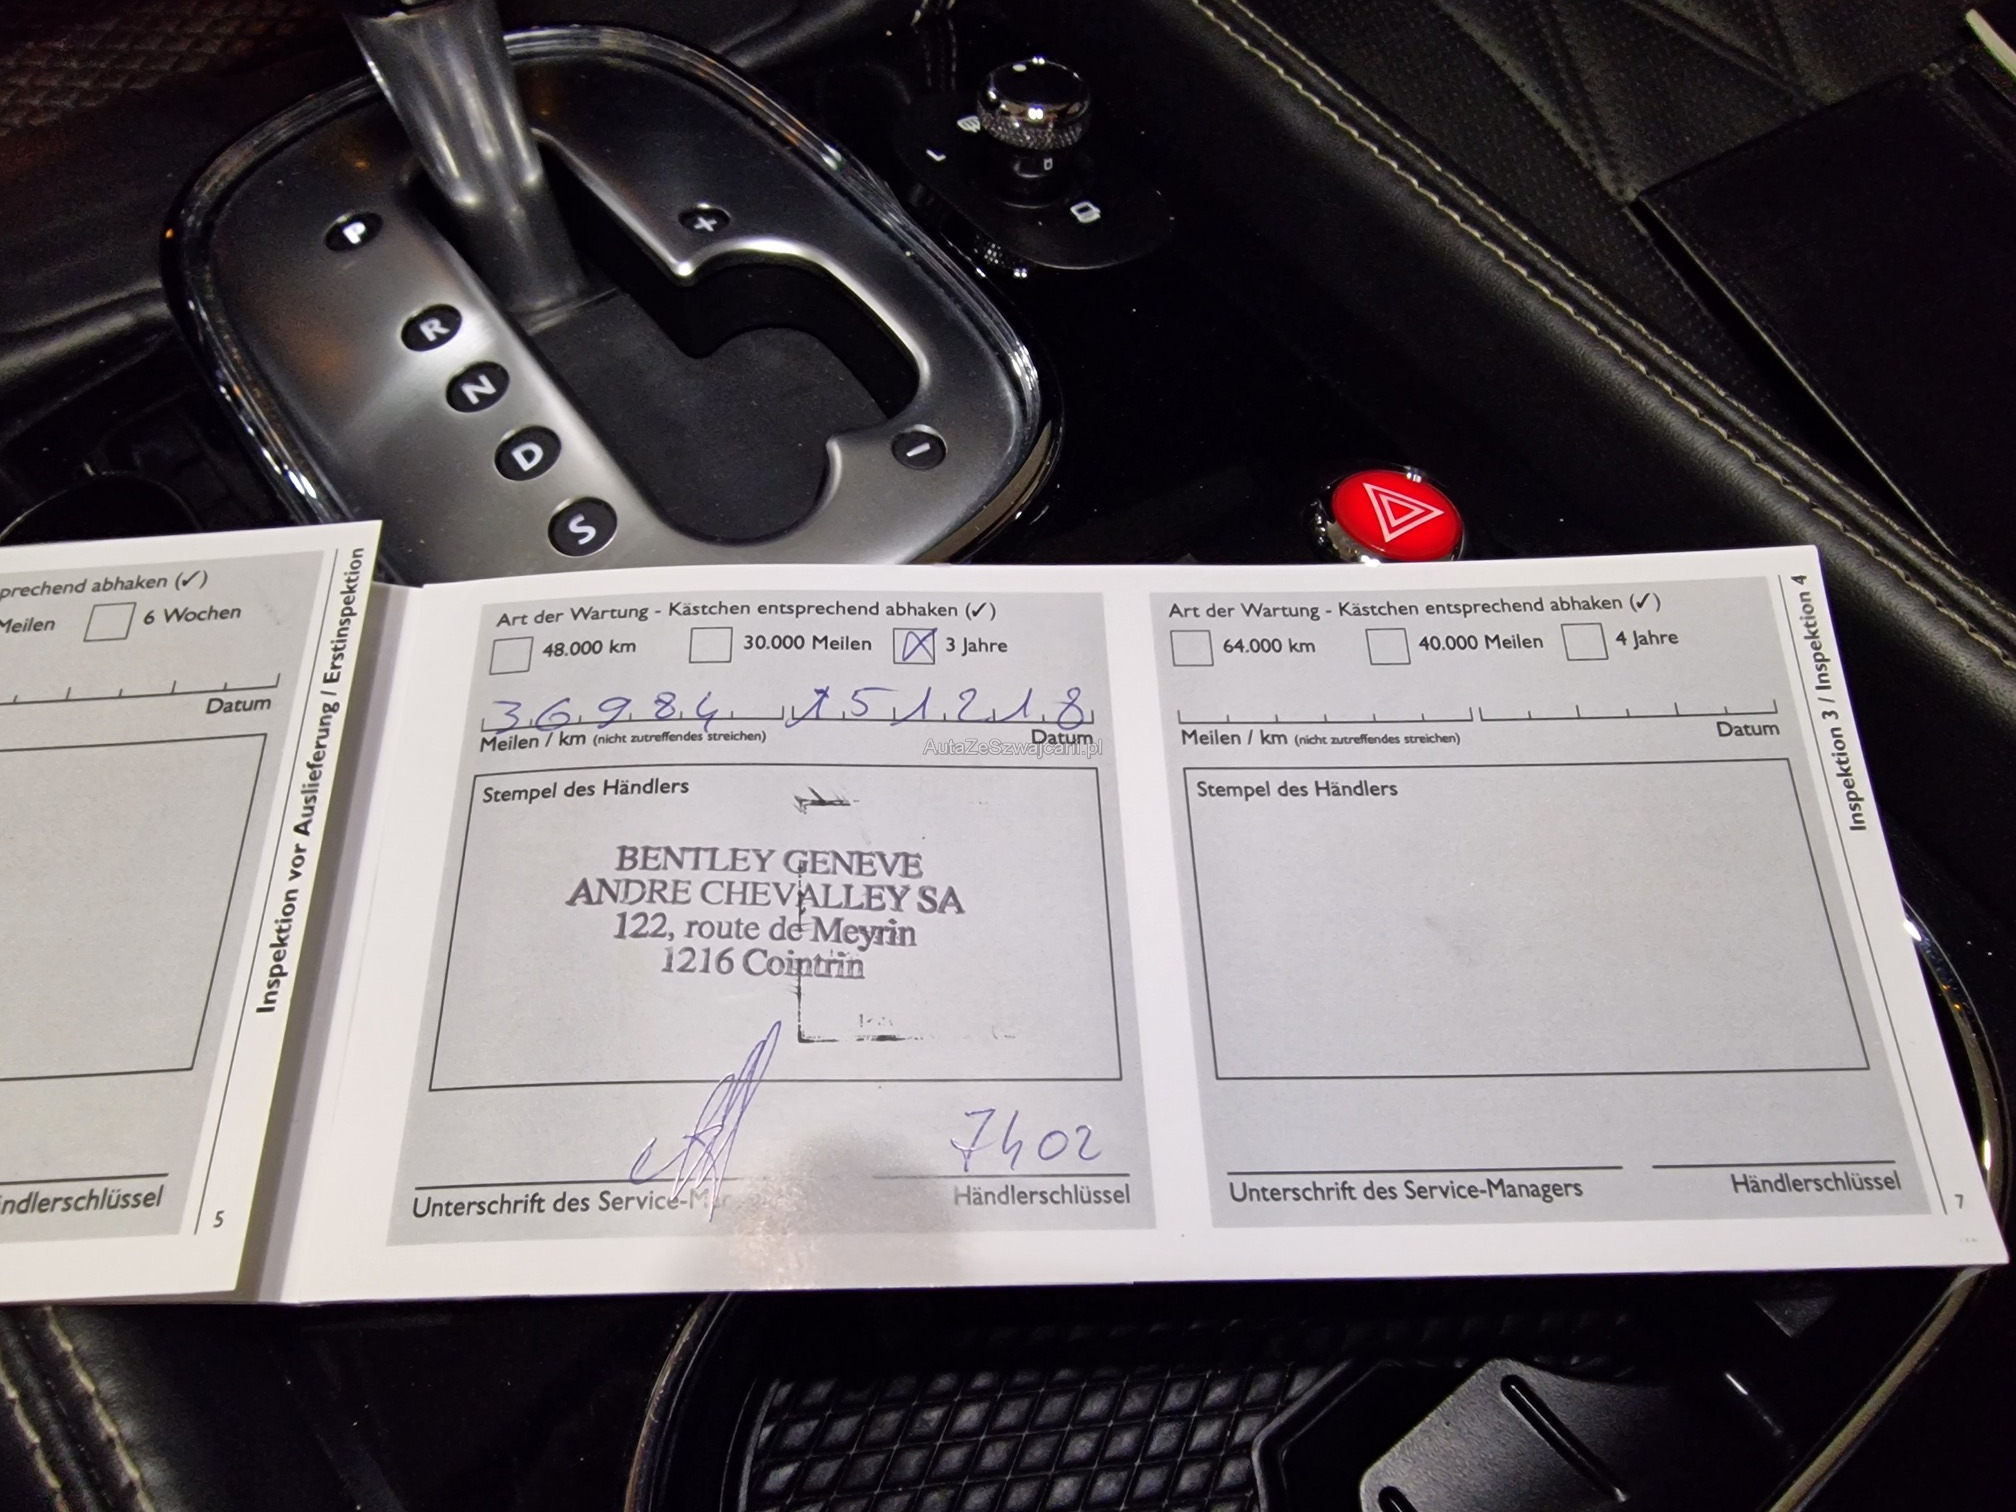 P
R
N
D
S
+
prechend abhaken (✓)
Meilen 6 Wochen
Datum
ndlerschlüssel
5
Inspektion vor Auslieferung / Erstinspektion
Art der Wartung - Kästchen entsprechend abhaken (✓)
48.000 km 30.000 Meilen 3 Jahre
36984 151218
Meilen / km (nicht zutreffendes streichen) Datum
AutaZeSzwajcarii.pl
Stempel des Händlers
BENTLEY GENEVE
ANDRE CHEVALLEY SA
122, route de Meyrin
1216 Cointrin
7402
Unterschrift des Service-Mar Händlerschlüssel
Art der Wartung - Kästchen entsprechend abhaken (✓)
64.000 km 40.000 Meilen 4 Jahre
Meilen / km (nicht zutreffendes streichen) Datum
Stempel des Händlers
Unterschrift des Service-Managers Händlerschlüssel
Inspektion 3 / Inspektion 4
7